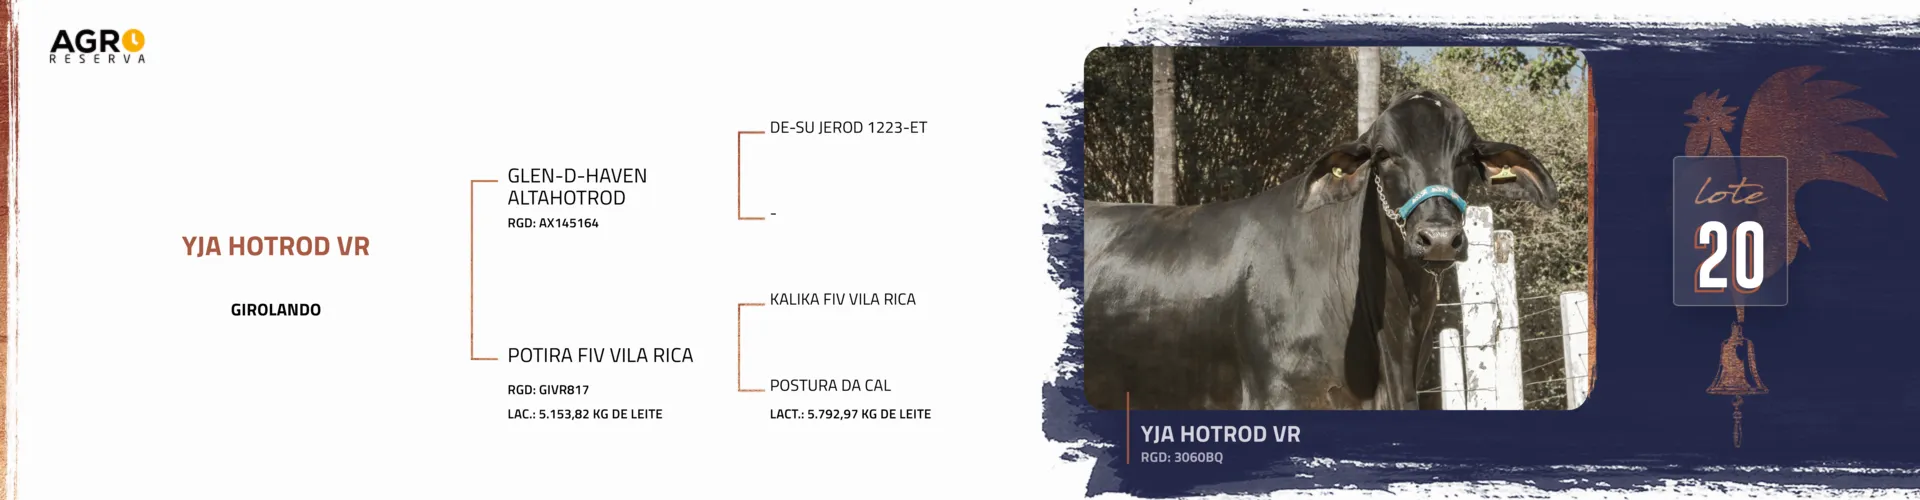 AGRO
RESERVA
YJA HOTROD VR
GIROLANDO
GLEN-D-HAVEN
ALTAHOTROD
RGD: AX145164
POTIRA FIV VILA RICA
RGD: GIVR817
LAC.: 5.153,82 KG DE LEITE
DE-SU JEROD 1223-ET
-
KALIKA FIV VILA RICA
POSTURA DA CAL
LACT.: 5.792,97 KG DE LEITE
lote
20
YJA HOTROD VR
RGD: 3060BQ